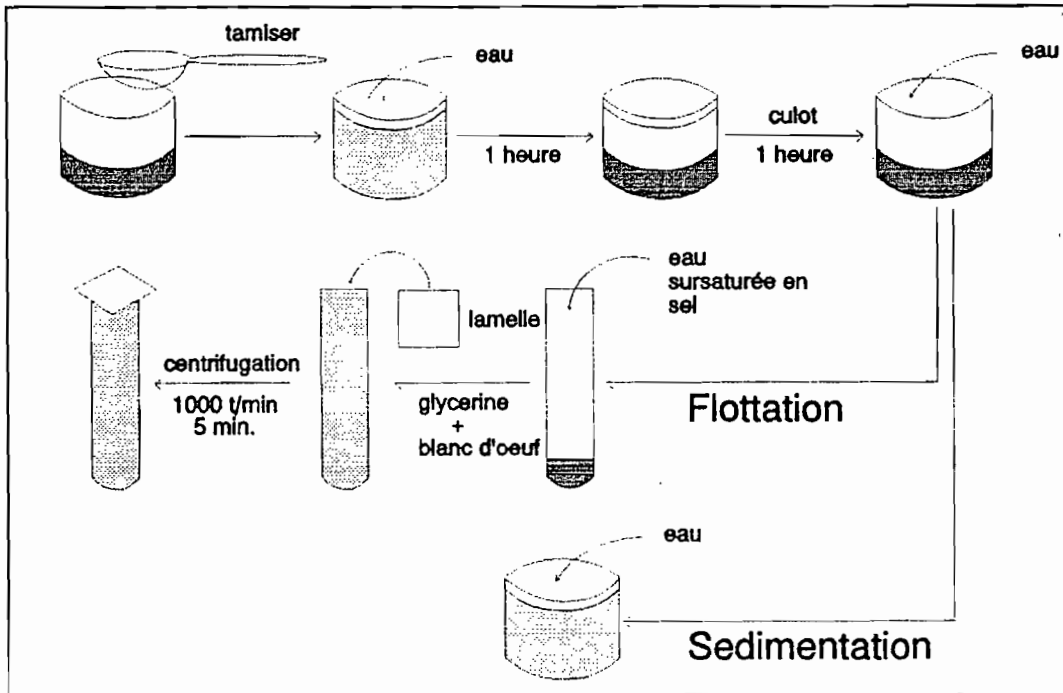 tamiser
eau
1 heure
culot
1 heure
eau
eau
sursaturée en
sel
lamelle
centrifugation
1000 t/min
5 min.
glycerine
+
blanc d'oeuf
Flottation
eau
Sedimentation